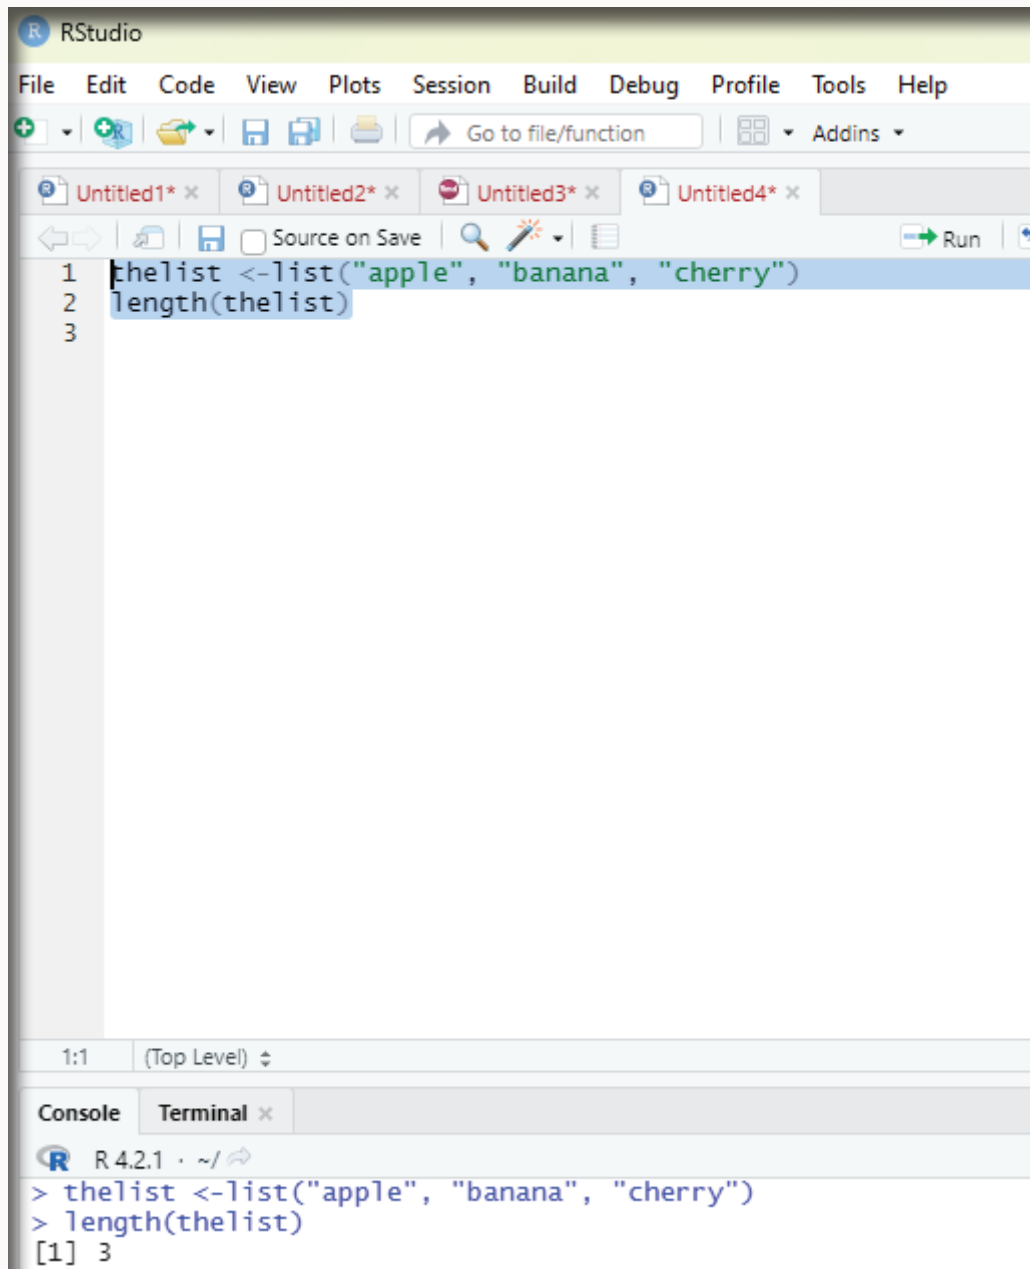 RStudio
File Edit Code View Plots Session Build Debug Profile Tools Help
Go to file/function Addins
Untitled1* Untitled2* Untitled3* Untitled4*
Source on Save Run
1 thelist <-list("apple", "banana", "cherry")
2 length(thelist)
3
1:1 (Top Level)
Console Terminal
R 4.2.1 · ~/
> thelist <-list("apple", "banana", "cherry")
> length(thelist)
[1] 3